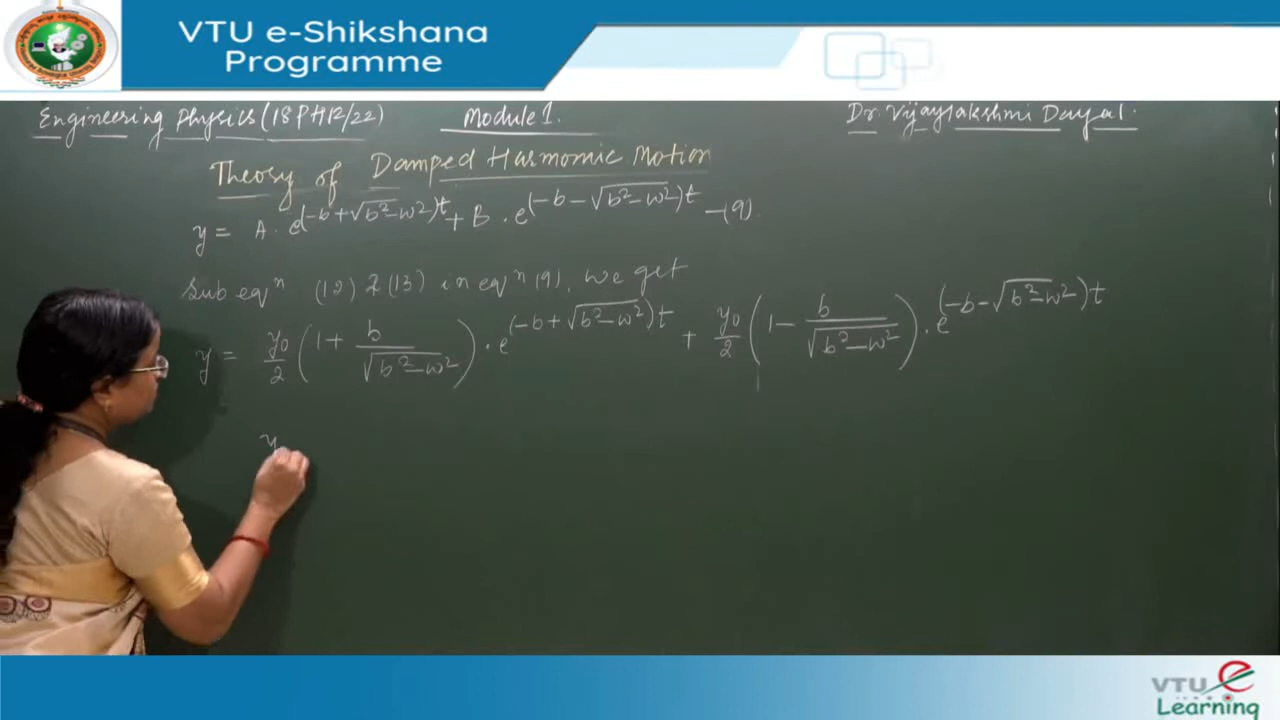 VTU e-Shikshana
Programme
Engineering Physics (18PH12/22) Module 1. Dr. Vijaylakshmi Dayal.
Theory of Damped Harmonic Motion
y = A · e^(-b+√b²-w²)t + B · e^(-b-√b²-w²)t -(9)
Sub eqⁿ (12) & (13) in eqⁿ (9), We get
y = y₀/2 (1 + b/√b²-w²) · e^(-b+√b²-w²)t + y₀/2 (1 - b/√b²-w²) · e^(-b-√b²-w²)t
y
VTU e
Learning